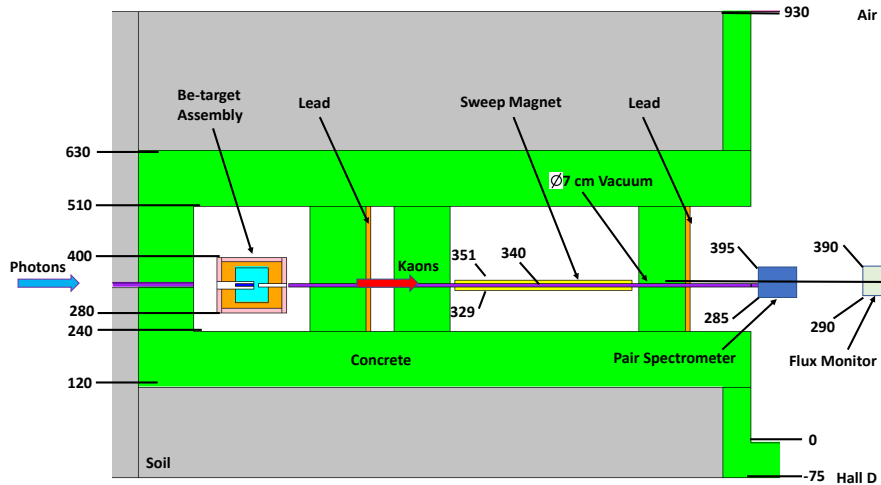 930
Air
Be-target
Assembly
Lead
Sweep Magnet
Lead
630
Ø7 cm Vacuum
510
400
351
340
395
390
Photons
Kaons
280
329
285
290
240
Pair Spectrometer
Flux Monitor
Concrete
120
0
Soil
-75
Hall D